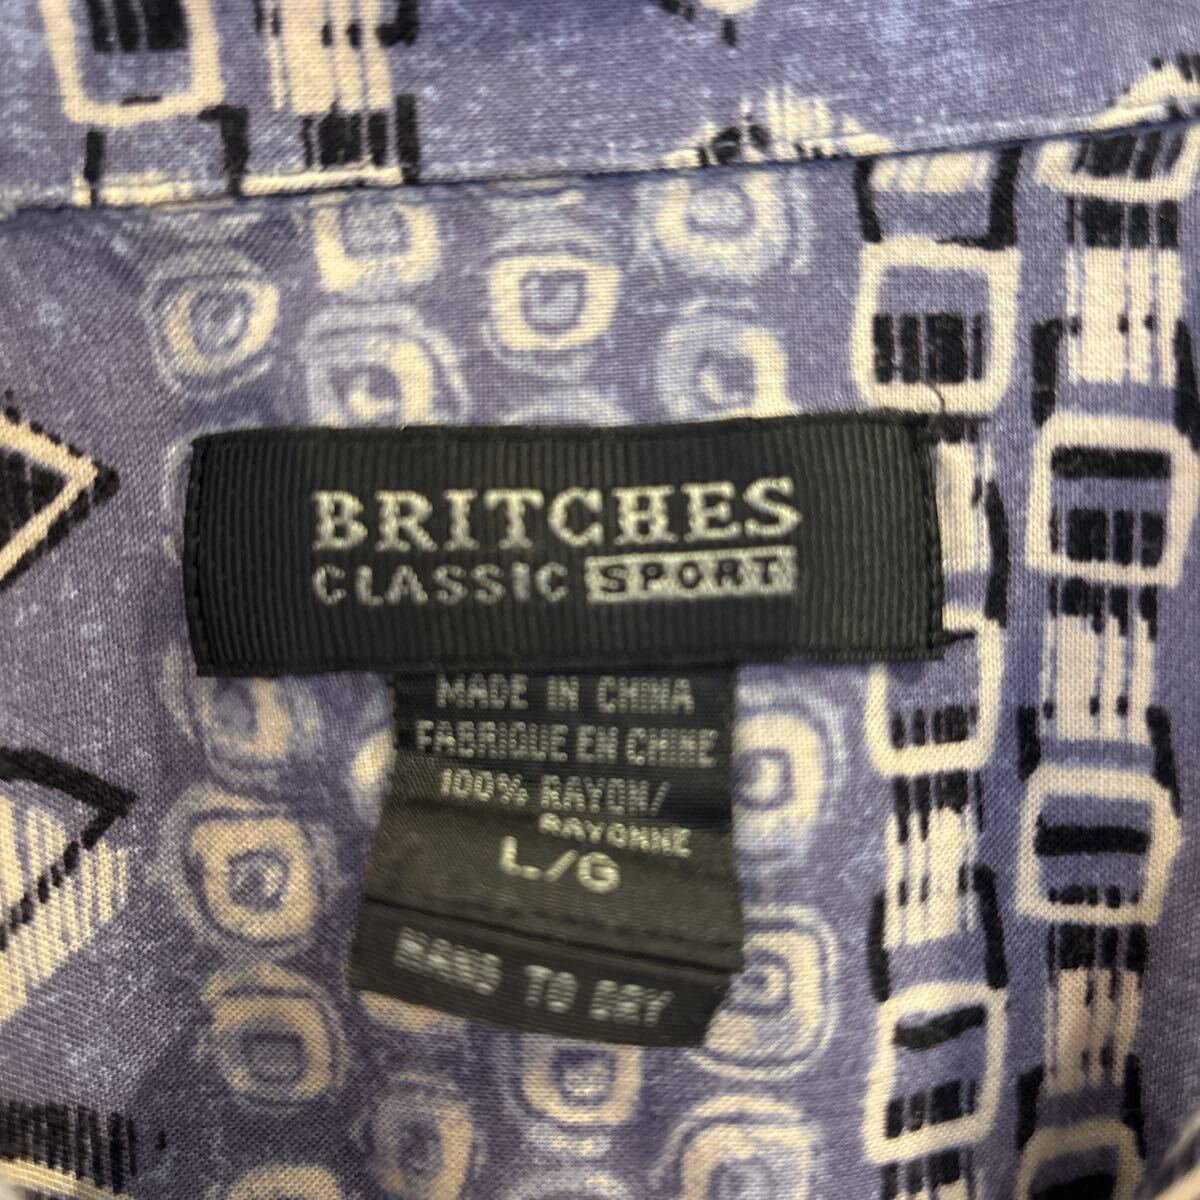 BRITCHES
CLASSIC SPORT
MADE IN CHINA
FABRIQUE EN CHINE
100% RAYON/
RAYONNE
L/G
HANG TO DRY